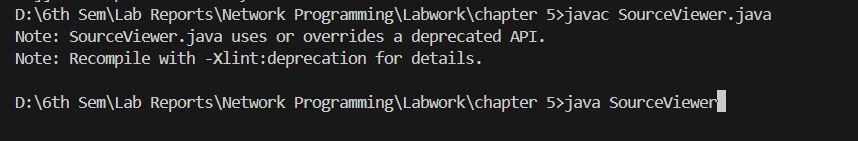 D:\6th Sem\Lab Reports\Network Programming\Labwork\chapter 5>javac SourceViewer.java
Note: SourceViewer.java uses or overrides a deprecated API.
Note: Recompile with -Xlint:deprecation for details.
D:\6th Sem\Lab Reports\Network Programming\Labwork\chapter 5>java SourceViewer